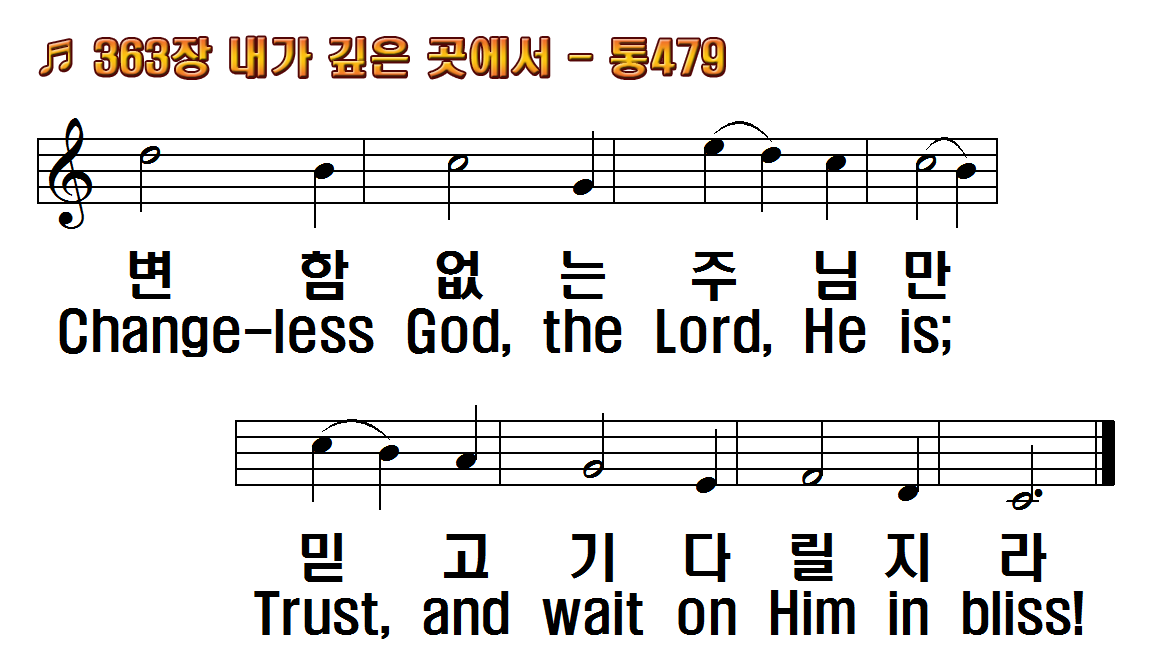 ♬ 363장 내가 깊은 곳에서 - 통479
변 함 없 는 주 님 만
Change-less God, the Lord, He is;
믿 고 기 다 릴 지 라
Trust, and wait on Him in bliss!